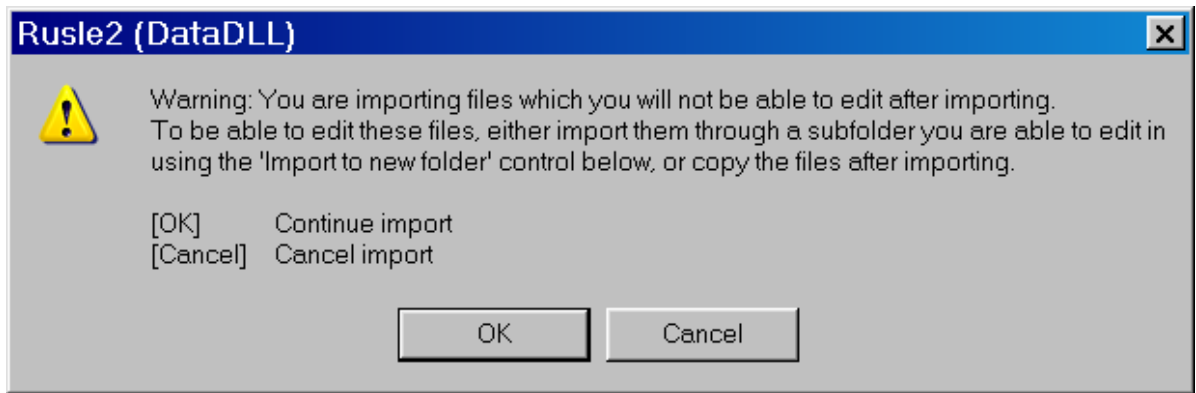 Rusle2 (DataDLL)
Warning: You are importing files which you will not be able to edit after importing.
To be able to edit these files, either import them through a subfolder you are able to edit in
using the 'Import to new folder' control below, or copy the files after importing.
[OK] Continue import
[Cancel] Cancel import
OK Cancel